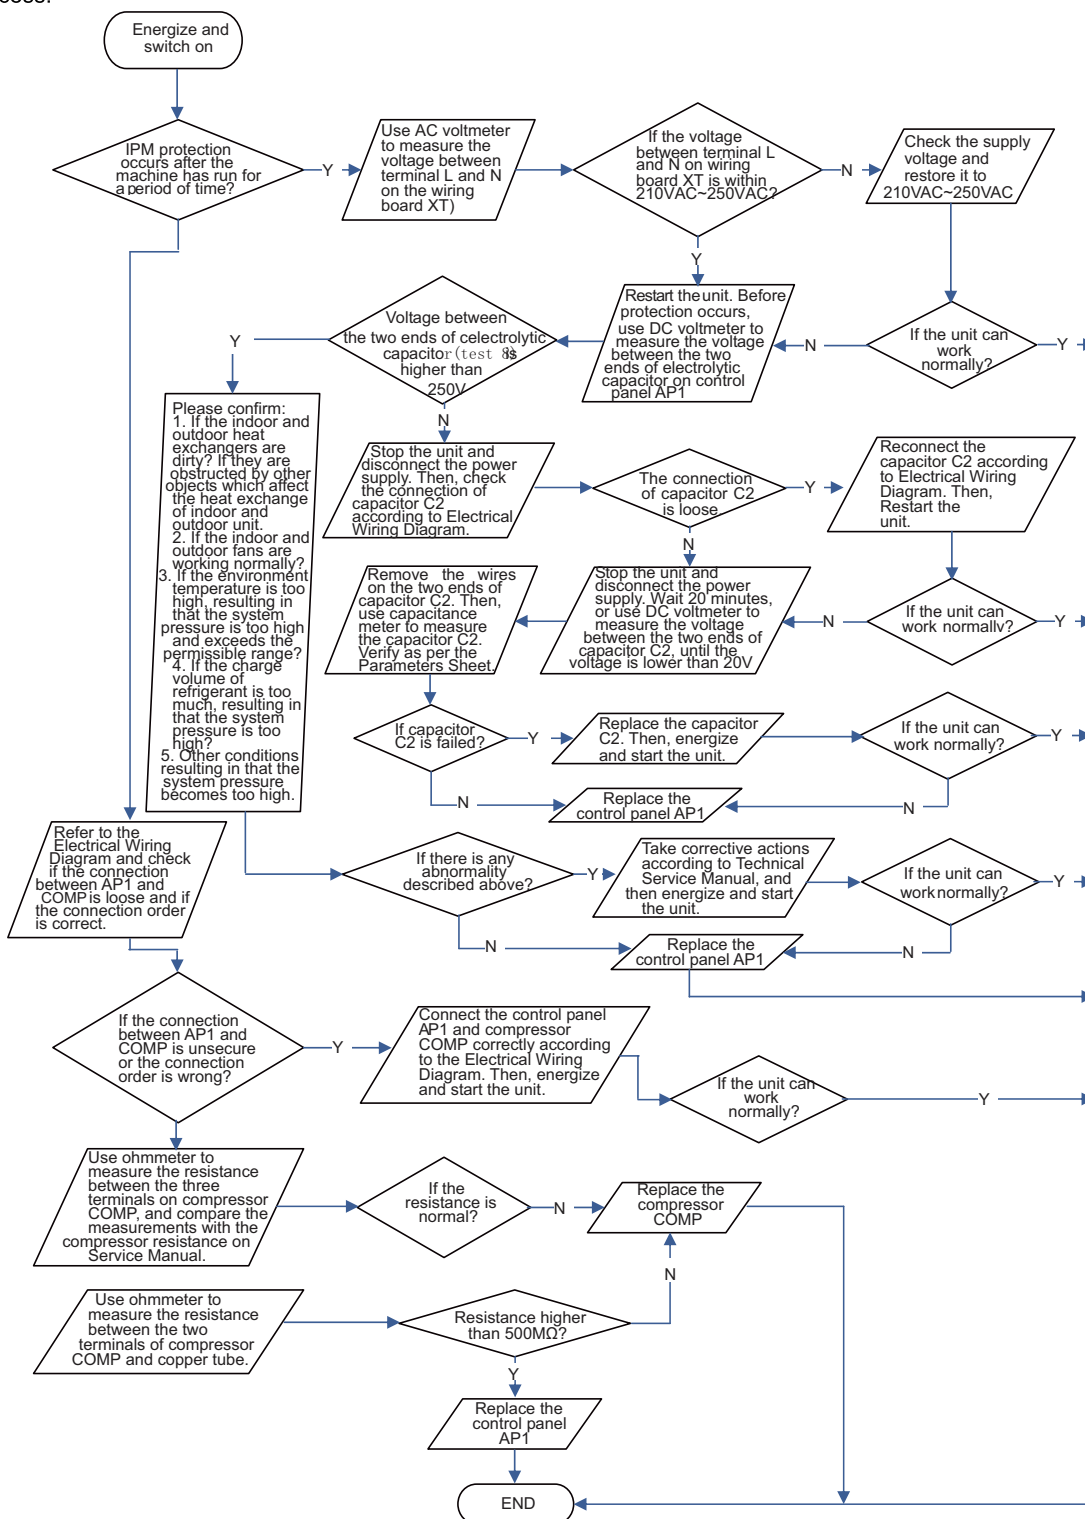 Energize and
switch on
IPM protection
occurs after the
machine has run for
a period of time?
Y
Use AC voltmeter
to measure the
voltage between
terminal L and N
on the wiring
board XT)
If the voltage
between terminal L
and N on wiring
board XT is within
210VAC~250VAC?
N
Check the supply
voltage and
restore it to
210VAC~250VAC
Y
Y
Voltage between
the two ends of celectrolytic
capacitor(test 8)is
higher than
250V
Restart the unit. Before
protection occurs,
use DC voltmeter to
measure the voltage
between the two
ends of electrolytic
capacitor on control
panel AP1
N
If the unit can
work
normally?
Y
N
Please confirm:
1. If the indoor and
outdoor heat
exchangers are
dirty? If they are
obstructed by other
objects which affect
the heat exchange
of indoor and
outdoor unit.
2. If the indoor and
outdoor fans are
working normally?
3. If the environment
temperature is too
high, resulting in
that the system
pressure is too high
and exceeds the
permissible range?
4. If the charge
volume of
refrigerant is too
much, resulting in
that the system
pressure is too
high?
5. Other conditions
resulting in that the
system pressure
becomes too high.
Stop the unit and
disconnect the power
supply. Then, check
the connection of
capacitor C2
according to Electrical
Wiring Diagram.
The connection
of capacitor C2
is loose
Y
Reconnect the
capacitor C2 according
to Electrical Wiring
Diagram. Then,
Restart the
unit.
N
Remove the wires
on the two ends of
capacitor C2. Then,
use capacitance
meter to measure
the capacitor C2.
Verify as per the
Parameters Sheet.
Stop the unit and
disconnect the power
supply. Wait 20 minutes,
or use DC voltmeter to
measure the voltage
between the two ends of
capacitor C2, until the
voltage is lower than 20V
N
If the unit can
work normally?
Y
If capacitor
C2 is failed?
Y
Replace the capacitor
C2. Then, energize
and start the unit.
If the unit can
work normally?
Y
N
Replace the
control panel AP1
N
Refer to the
Electrical Wiring
Diagram and check
if the connection
between AP1 and
COMP is loose and if
the connection order
is correct.
If there is any
abnormality
described above?
Y
Take corrective actions
according to Technical
Service Manual, and
then energize and start
the unit.
If the unit can
work normally?
Y
N
Replace the
control panel AP1
N
If the connection
between AP1 and
COMP is unsecure
or the connection
order is wrong?
Y
Connect the control panel
AP1 and compressor
COMP correctly according
to the Electrical Wiring
Diagram. Then, energize
and start the unit.
If the unit can
work
normally?
Y
Use ohmmeter to
measure the resistance
between the three
terminals on compressor
COMP, and compare the
measurements with the
compressor resistance on
Service Manual.
If the
resistance is
normal?
N
Replace the
compressor
COMP
N
Use ohmmeter to
measure the resistance
between the two
terminals of compressor
COMP and copper tube.
Resistance higher
than 500MΩ?
Y
Replace the
control panel
AP1
END